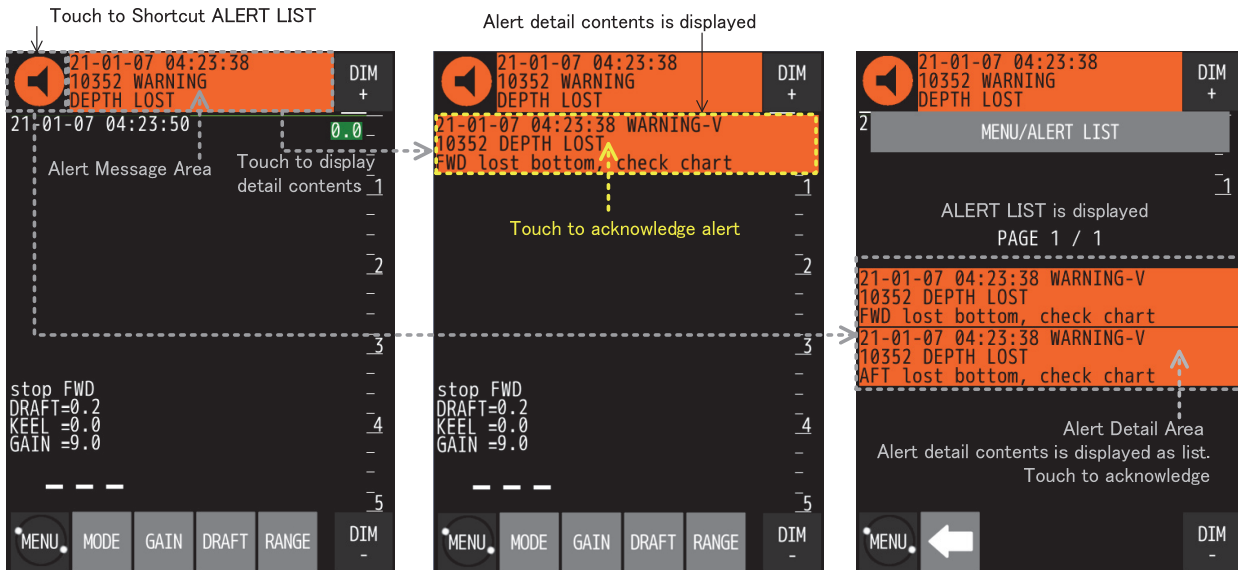 Touch to Shortcut ALERT LIST
Alert detail contents is displayed
21-01-07 04:23:38
10352 WARNING
DEPTH LOST
DIM
+
21-01-07 04:23:50
0.0
Alert Message Area
Touch to display
detail contents
1
2
3
stop FWD
DRAFT=0.2
KEEL =0.0
GAIN =9.0
4
5
MENU
MODE
GAIN
DRAFT
RANGE
DIM
-
21-01-07 04:23:38
10352 WARNING
DEPTH LOST
DIM
+
21-01-07 04:23:38 WARNING-V
10352 DEPTH LOST
FWD lost bottom, check chart
1
Touch to acknowledge alert
2
3
stop FWD
DRAFT=0.2
KEEL =0.0
GAIN =9.0
4
5
MENU
MODE
GAIN
DRAFT
RANGE
DIM
-
21-01-07 04:23:38
10352 WARNING
DEPTH LOST
DIM
+
2
MENU/ALERT LIST
1
ALERT LIST is displayed
PAGE 1 / 1
21-01-07 04:23:38 WARNING-V
10352 DEPTH LOST
FWD lost bottom, check chart
21-01-07 04:23:38 WARNING-V
10352 DEPTH LOST
AFT lost bottom, check chart
Alert Detail Area
Alert detail contents is displayed as list.
Touch to acknowledge
MENU
DIM
-